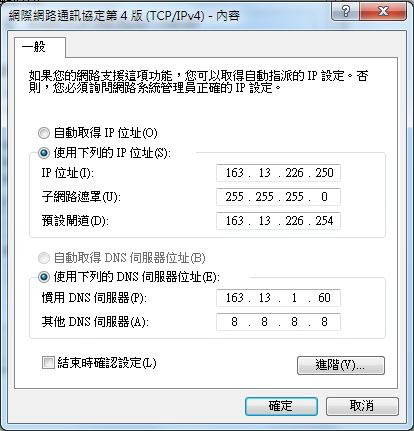 網際網路通訊協定第 4 版 (TCP/IPv4) - 內容
一般
如果您的網路支援這項功能，您可以取得自動指派的 IP 設定。否
則，您必須詢問網路系統管理員正確的 IP 設定。
自動取得 IP 位址(O)
使用下列的 IP 位址(S):
IP 位址(I): 163 . 13 . 226 . 250
子網路遮罩(U): 255 . 255 . 255 . 0
預設閘道(D): 163 . 13 . 226 . 254
自動取得 DNS 伺服器位址(B)
使用下列的 DNS 伺服器位址(E):
慣用 DNS 伺服器(P): 163 . 13 . 1 . 60
其他 DNS 伺服器(A): 8 . 8 . 8 . 8
結束時確認設定(L)
進階(V)...
確定 取消